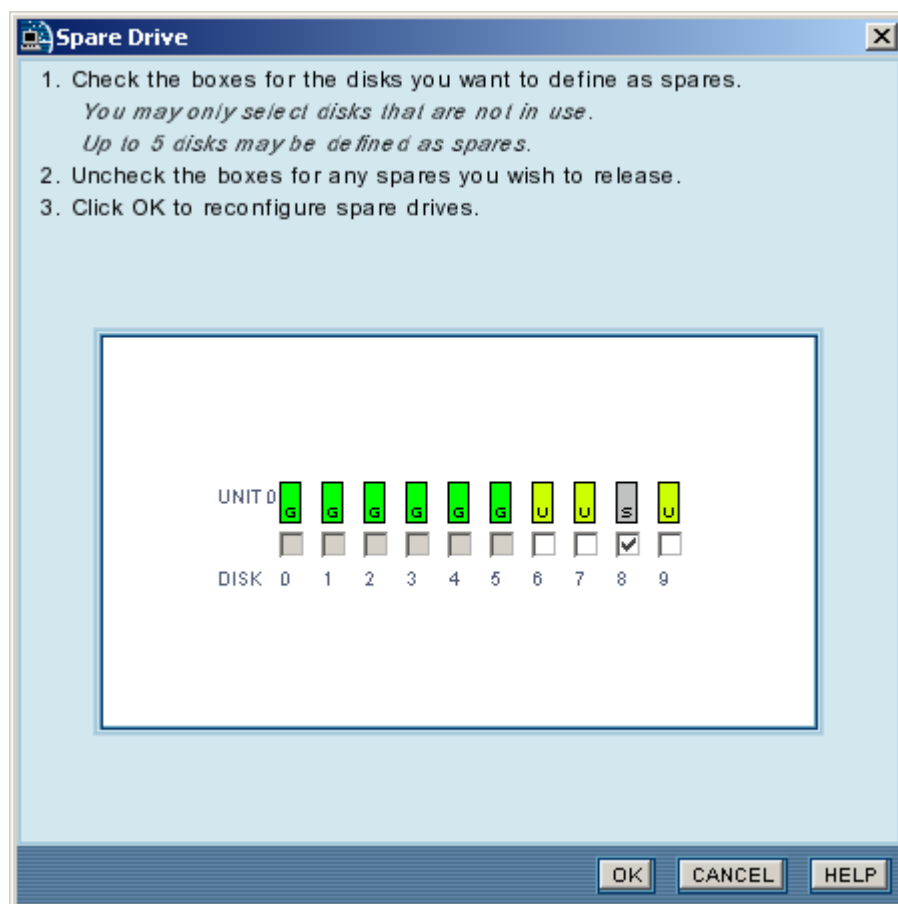 Spare Drive
1. Check the boxes for the disks you want to define as spares.
You may only select disks that are not in use.
Up to 5 disks may be defined as spares.
2. Uncheck the boxes for any spares you wish to release.
3. Click OK to reconfigure spare drives.
UNIT 0 G G G G G G U U S U
DISK 0 1 2 3 4 5 6 7 8 9
OK CANCEL HELP